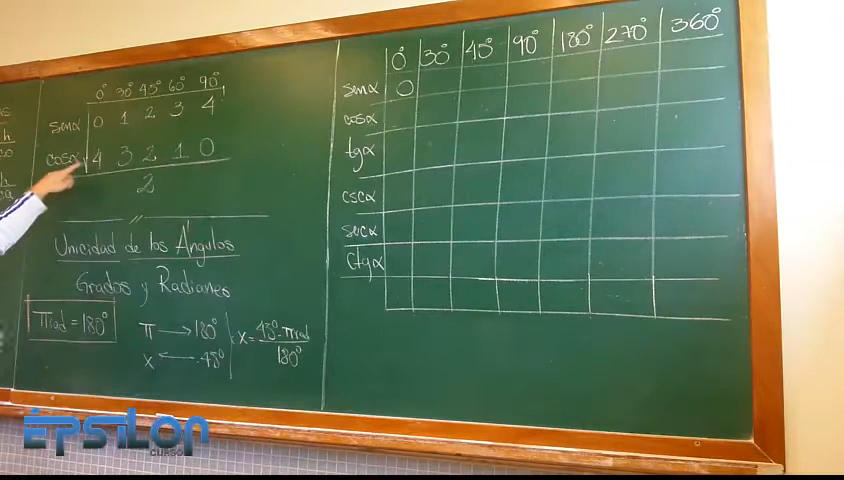 0° 30° 45° 60° 90°
senα 0 1 2 3 4
cosα √4 3 2 1 0
2
Unicidad de los Ángulos
Grados y Radianes
πrad = 180°
π → 180°
x ← 45°
x = 45° · πrad
180°
0° 30° 45° 90° 180° 270° 360°
senα 0
cosα
tgα
cscα
secα
Ctgα
ÉPSILON
CURSO